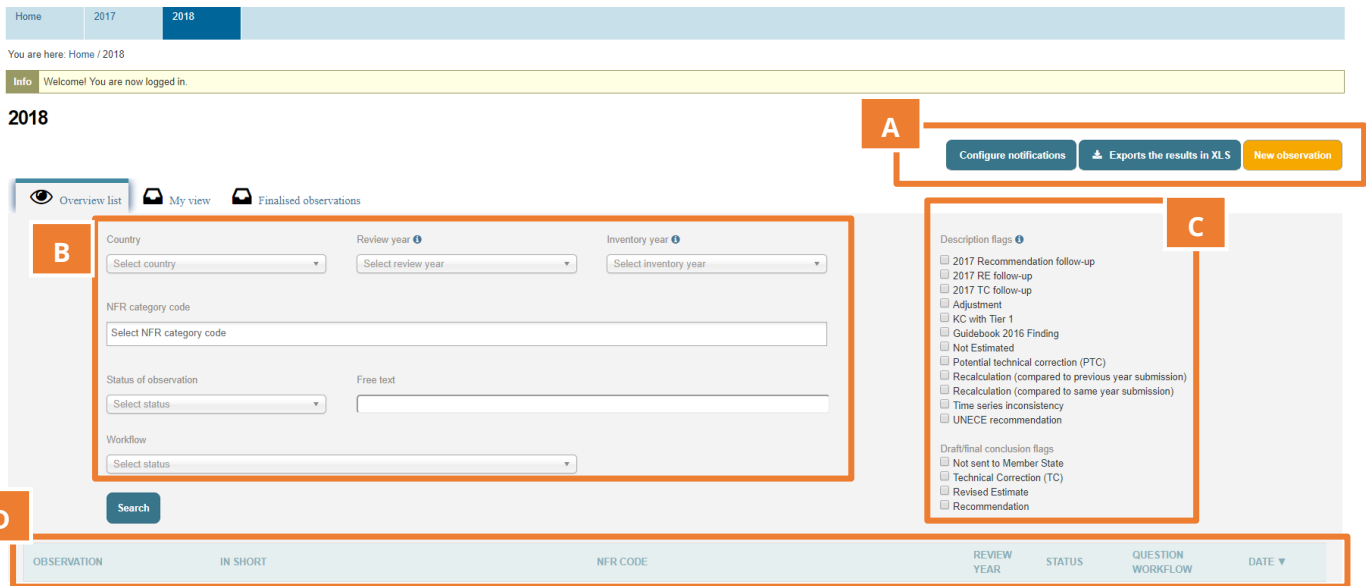 Home 2017 2018
You are here: Home / 2018
Info Welcome! You are now logged in.
2018
A
Configure notifications Exports the results in XLS New observation
Overview list My view Finalised observations
B
C
Country Review year Inventory year
Select country Select review year Select inventory year
NFR category code
Select NFR category code
Status of observation Free text
Select status
Workflow
Select status
Search
Description flags
2017 Recommendation follow-up
2017 RE follow-up
2017 TC follow-up
Adjustment
KC with Tier 1
Guidebook 2016 Finding
Not Estimated
Potential technical correction (PTC)
Recalculation (compared to previous year submission)
Recalculation (compared to same year submission)
Time series inconsistency
UNECE recommendation
Draft/final conclusion flags
Not sent to Member State
Technical Correction (TC)
Revised Estimate
Recommendation
D
OBSERVATION IN SHORT NFR CODE REVIEW YEAR STATUS QUESTION WORKFLOW DATE ▼